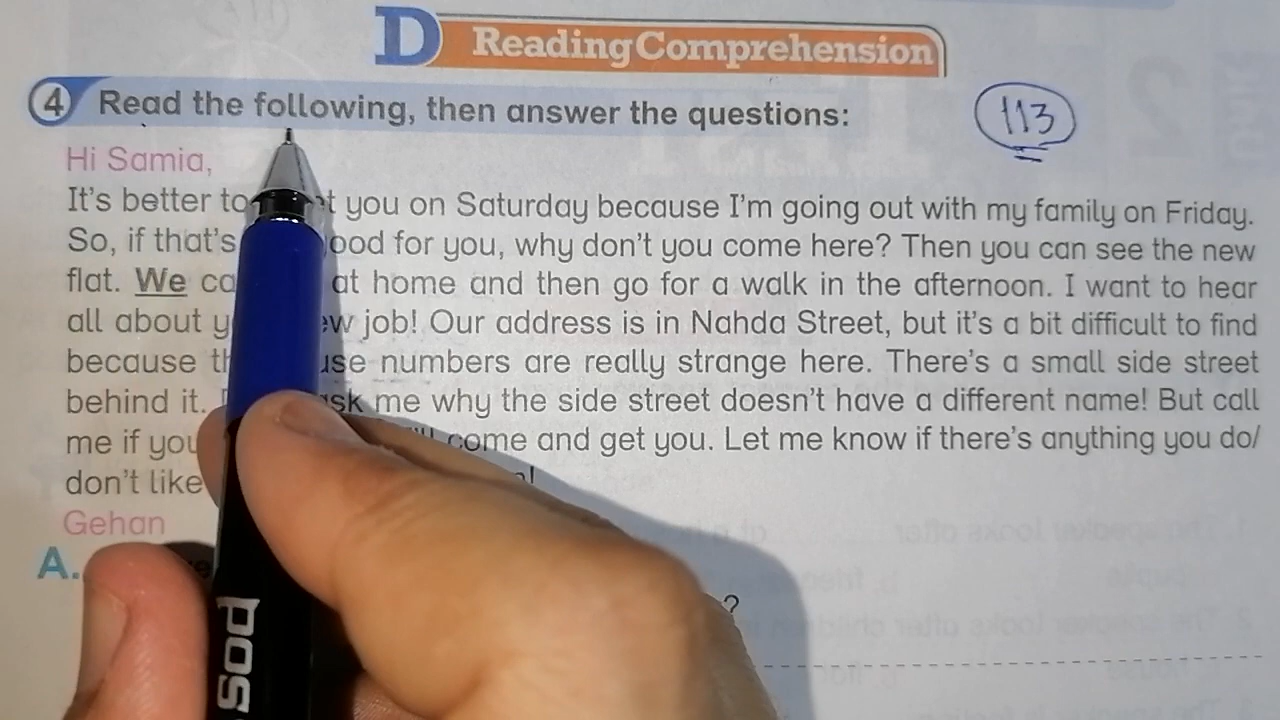 D Reading Comprehension
4 Read the following, then answer the questions:
113
Hi Samia,
It's better to you on Saturday because I'm going out with my family on Friday.
So, if that's for you, why don't you come here? Then you can see the new
flat. We at home and then go for a walk in the afternoon. I want to hear
all about job! Our address is in Nahda Street, but it's a bit difficult to find
because numbers are really strange here. There's a small side street
behind it. me why the side street doesn't have a different name! But call
me if you come and get you. Let me know if there's anything you do/
don't like
Gehan
A.
?
pos